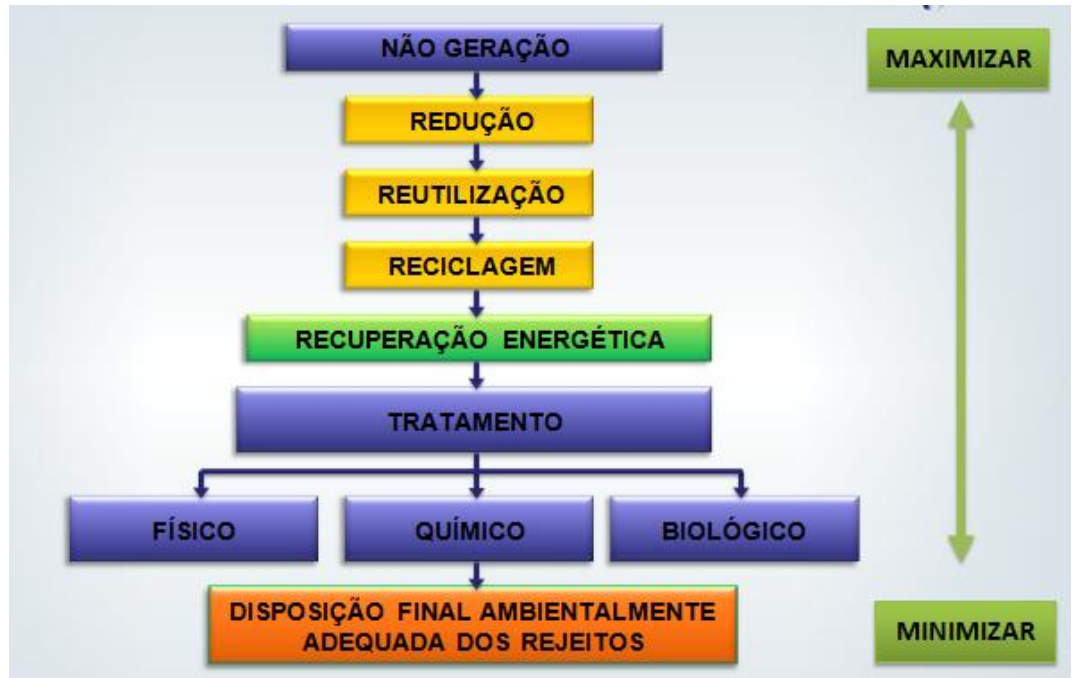 NÃO GERAÇÃO
MAXIMIZAR
REDUÇÃO
REUTILIZAÇÃO
RECICLAGEM
RECUPERAÇÃO ENERGÉTICA
TRATAMENTO
FÍSICO
QUÍMICO
BIOLÓGICO
DISPOSIÇÃO FINAL AMBIENTALMENTE
ADEQUADA DOS REJEITOS
MINIMIZAR